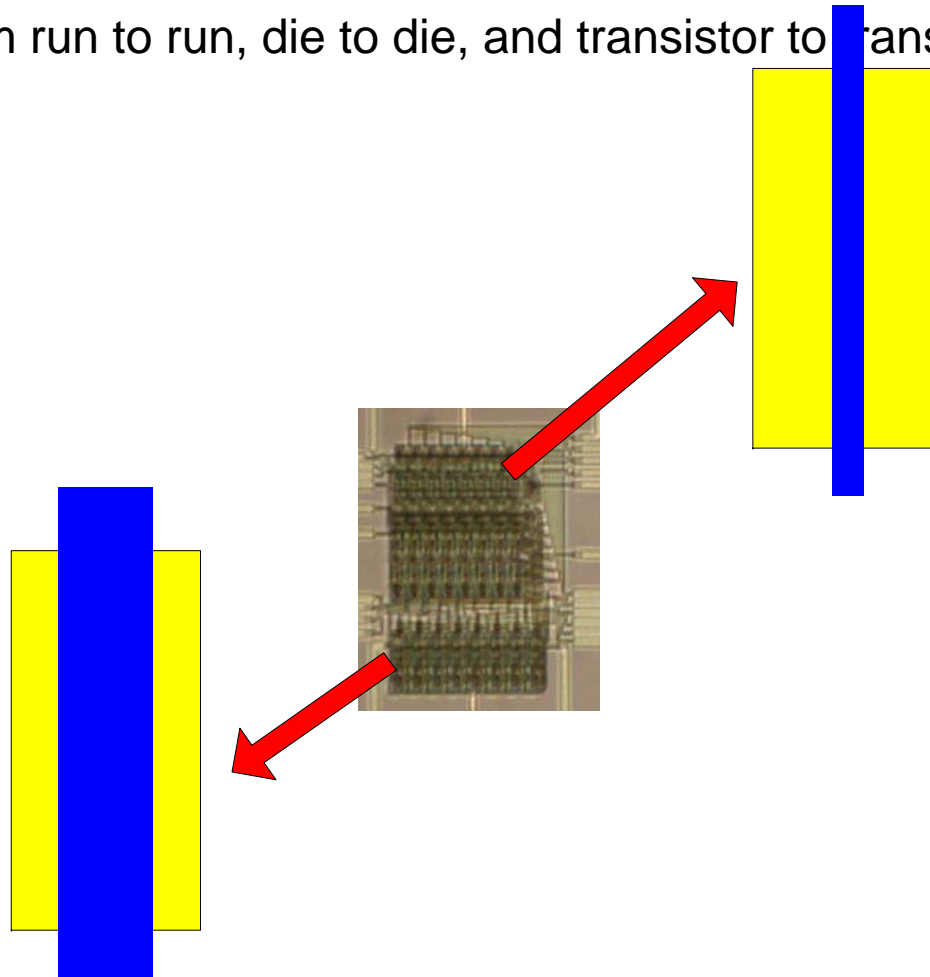 run to run, die to die, and transistor to